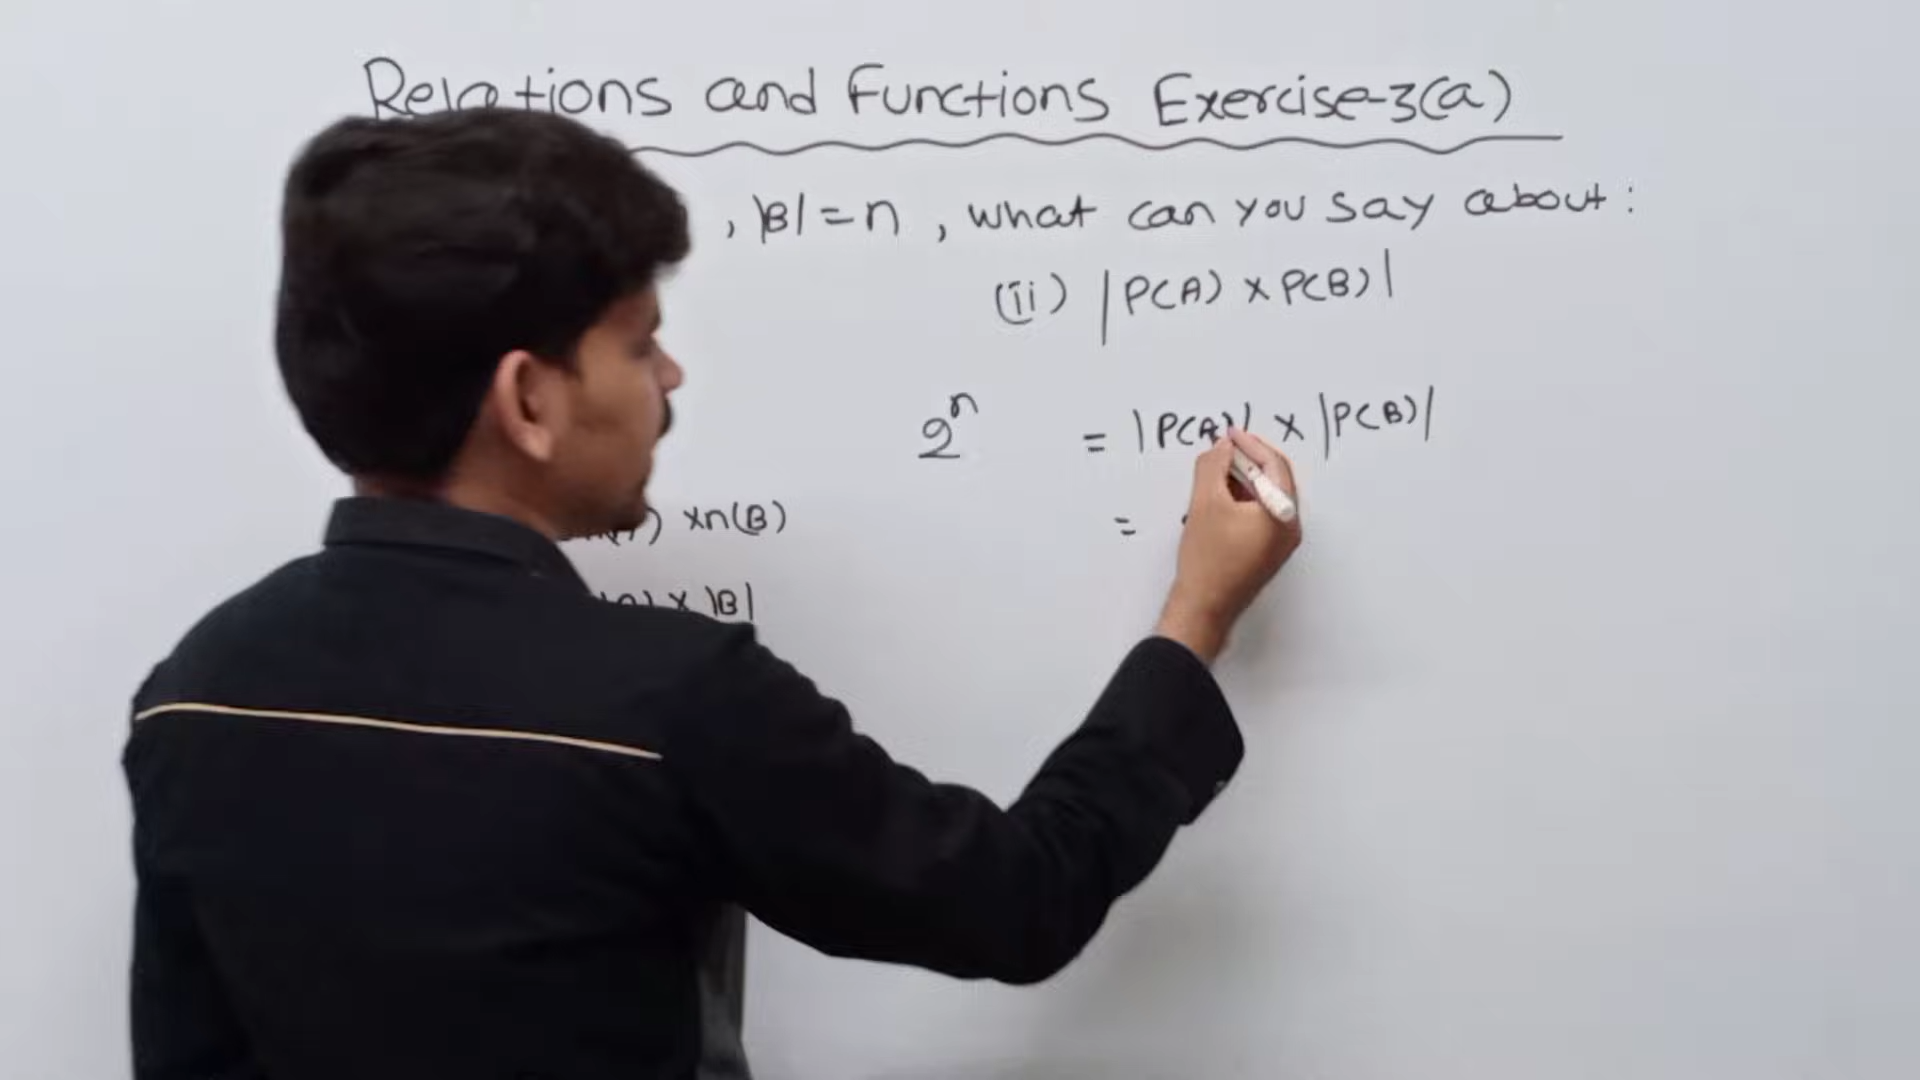 Relations and Functions Exercise-3(a)
, |B| = n , what can you say about :
(ii) | P(A) × P(B) |
2ⁿ = |P(A)| × |P(B)|
×n(B)
=
× |B|